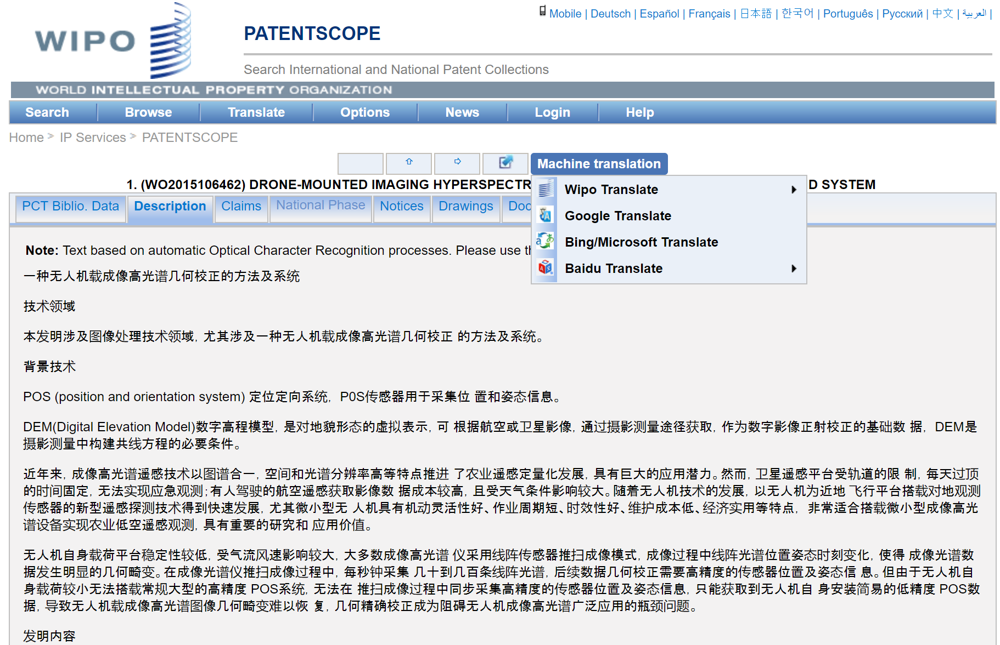 Mobile | Deutsch | Español | Français | 日本語 | 한국어 | Português | Русский | 中文 | العربية |
WIPO
PATENTSCOPE
Search International and National Patent Collections
WORLD INTELLECTUAL PROPERTY ORGANIZATION
Search Browse Translate Options News Login Help
Home > IP Services > PATENTSCOPE
Machine translation
1. (WO2015106462) DRONE-MOUNTED IMAGING HYPERSPECTR D SYSTEM
Wipo Translate
PCT Biblio. Data Description Claims National Phase Notices Drawings Doc
Google Translate
Bing/Microsoft Translate
Baidu Translate
Note: Text based on automatic Optical Character Recognition processes. Please use th
一种无人机载成像高光谱几何校正的方法及系统
技术领域
本发明涉及图像处理技术领域, 尤其涉及一种无人机载成像高光谱几何校正 的方法及系统。
背景技术
POS (position and orientation system) 定位定向系统, P0S传感器用于采集位 置和姿态信息。
DEM(Digital Elevation Model)数字高程模型, 是对地貌形态的虚拟表示, 可 根据航空或卫星影像, 通过摄影测量途径获取, 作为数字影像正射校正的基础数 据, DEM是
摄影测量中构建共线方程的必要条件。
近年来, 成像高光谱遥感技术以图谱合一, 空间和光谱分辨率高等特点推进 了农业遥感定量化发展, 具有巨大的应用潜力。然而, 卫星遥感平台受轨道的限 制, 每天过顶
的时间固定, 无法实现应急观测;有人驾驶的航空遥感获取影像数 据成本较高, 且受天气条件影响较大。随着无人机技术的发展, 以无人机为近地 飞行平台搭载对地观测
传感器的新型遥感探测技术得到快速发展, 尤其微小型无 人机具有机动灵活性好、作业周期短、时效性好、维护成本低、经济实用等特点, 非常适合搭载微小型成像高光
谱设备实现农业低空遥感观测, 具有重要的研究和 应用价值。
无人机自身载荷平台稳定性较低, 受气流风速影响较大, 大多数成像高光谱 仪采用线阵传感器推扫成像模式, 成像过程中线阵光谱位置姿态时刻变化, 使得 成像光谱数
据发生明显的几何畸变。在成像光谱仪推扫成像过程中, 每秒钟采集 几十到几百条线阵光谱, 后续数据几何校正需要高精度的传感器位置及姿态信 息。但由于无人机自
身载荷较小无法搭载常规大型的高精度 POS系统, 无法在 推扫成像过程中同步采集高精度的传感器位置及姿态信息, 只能获取到无人机自 身安装简易的低精度 POS数
据, 导致无人机载成像高光谱图像几何畸变难以恢 复, 几何精确校正成为阻碍无人机成像高光谱广泛应用的瓶颈问题。
发明内容